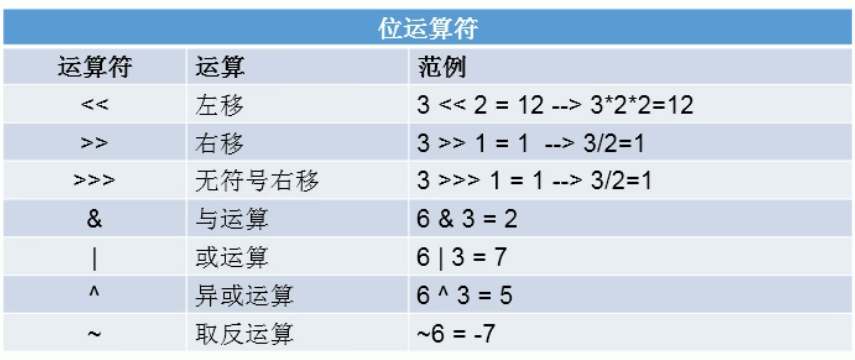 位运算符
运算符 运算 范例
<< 左移 3 << 2 = 12 --> 3*2*2=12
>> 右移 3 >> 1 = 1 --> 3/2=1
>>> 无符号右移 3 >>> 1 = 1 --> 3/2=1
& 与运算 6 & 3 = 2
| 或运算 6 | 3 = 7
^ 异或运算 6 ^ 3 = 5
~ 取反运算 ~6 = -7